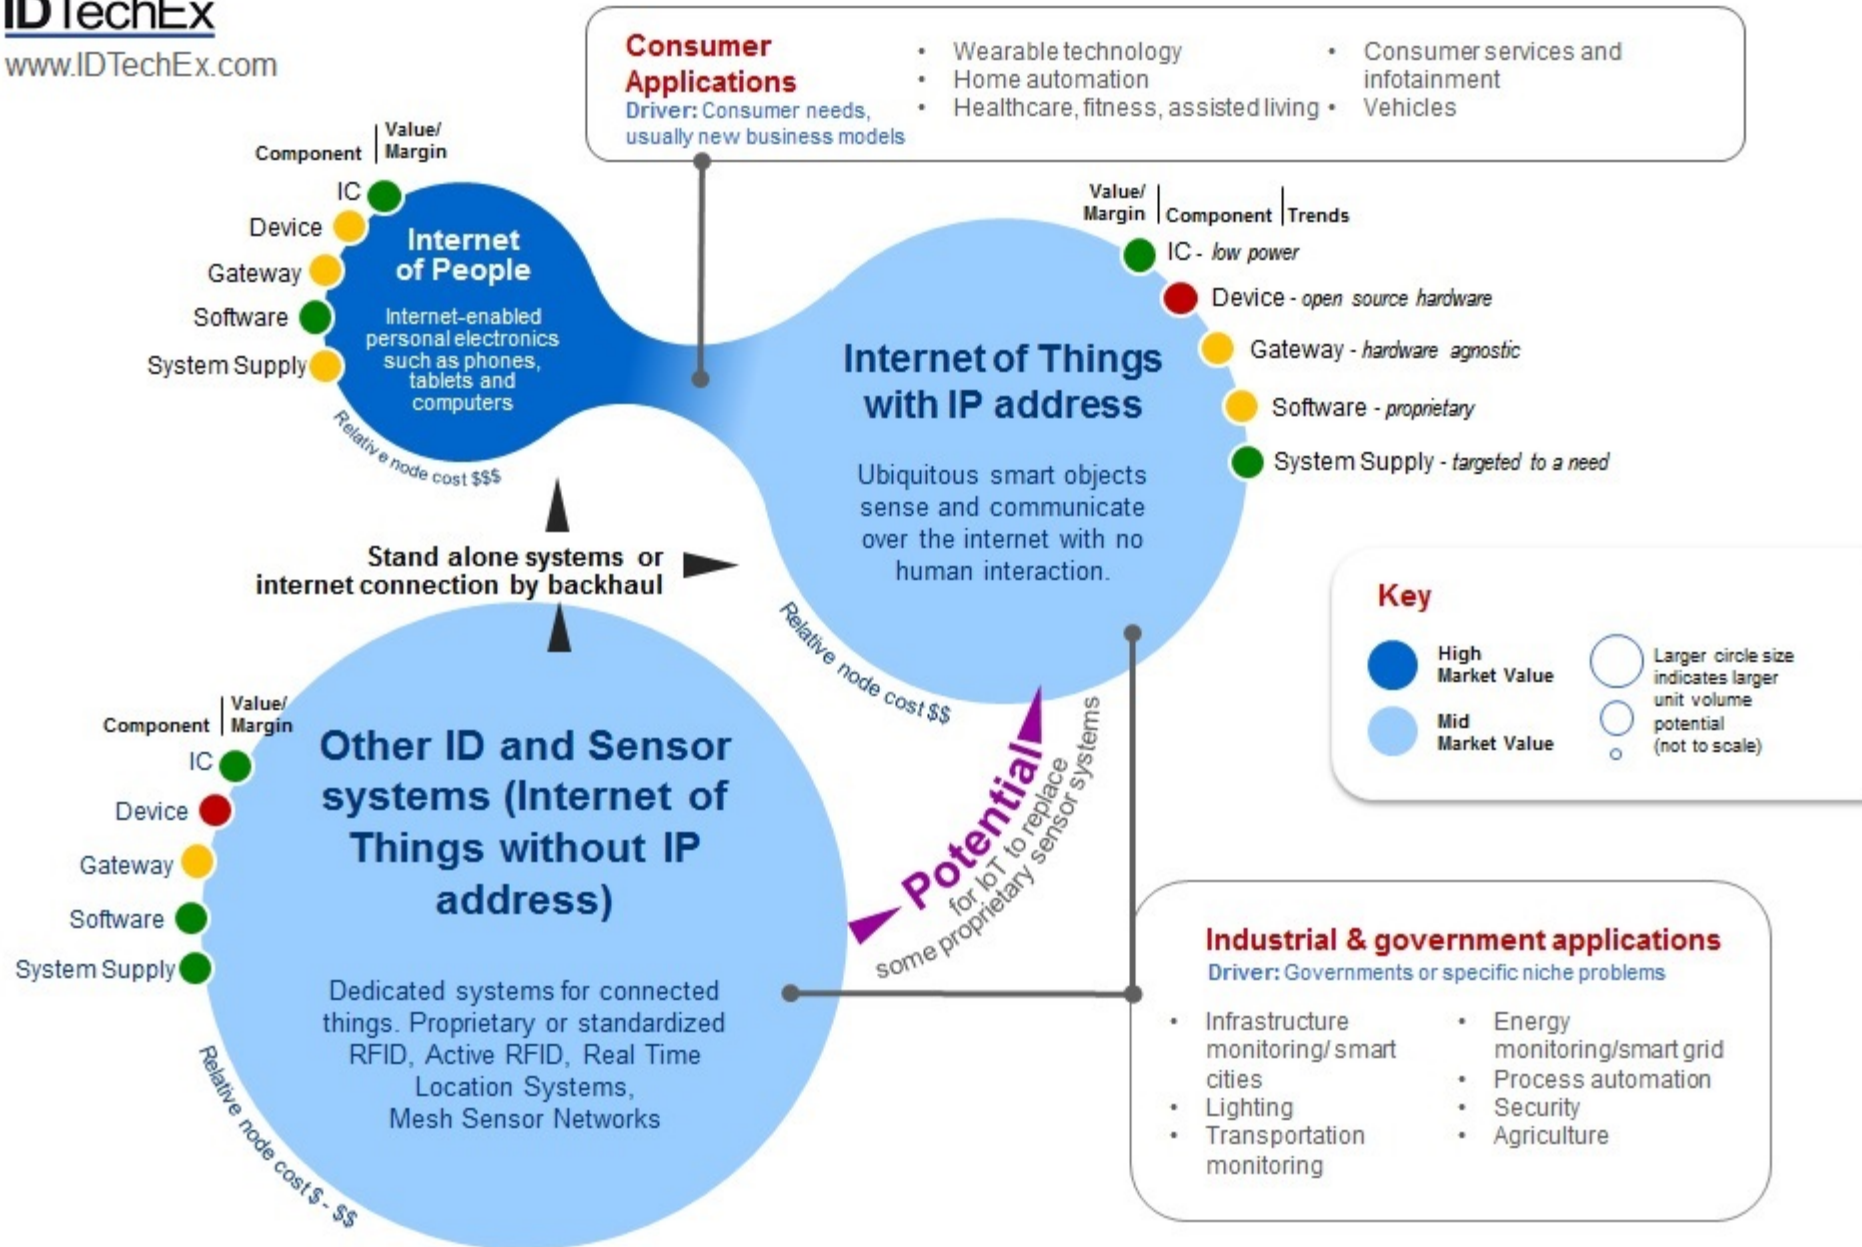 IDTechEx
www.IDTechEx.com
Consumer
Applications
Driver: Consumer needs,
usually new business models
• Wearable technology
• Home automation
• Healthcare, fitness, assisted living
• Consumer services and
infotainment
• Vehicles
Component | Value/
Margin
IC
Device
Gateway
Software
System Supply
Internet
of People
Internet-enabled
personal electronics
such as phones,
tablets and
computers
Relative node cost $$$
Value/
Margin | Component | Trends
IC - low power
Device - open source hardware
Gateway - hardware agnostic
Software - proprietary
System Supply - targeted to a need
Internet of Things
with IP address
Ubiquitous smart objects
sense and communicate
over the internet with no
human interaction.
Relative node cost $$
Stand alone systems or
internet connection by backhaul
Key
High
Market Value
Mid
Market Value
Larger circle size
indicates larger
unit volume
potential
(not to scale)
Component | Value/
Margin
IC
Device
Gateway
Software
System Supply
Other ID and Sensor
systems (Internet of
Things without IP
address)
Dedicated systems for connected
things. Proprietary or standardized
RFID, Active RFID, Real Time
Location Systems,
Mesh Sensor Networks
Relative node cost $ - $$
Potential
for IoT to replace
some proprietary sensor systems
Industrial & government applications
Driver: Governments or specific niche problems
• Infrastructure
monitoring/ smart
cities
• Lighting
• Transportation
monitoring
• Energy
monitoring/smart grid
• Process automation
• Security
• Agriculture